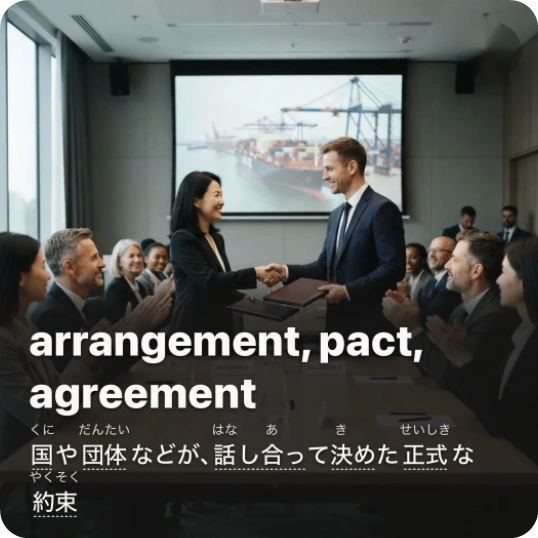 arrangement, pact,
agreement
くに だんたい はな あ き せいしき
国や団体などが、話し合って決めた正式な
やくそく
約束